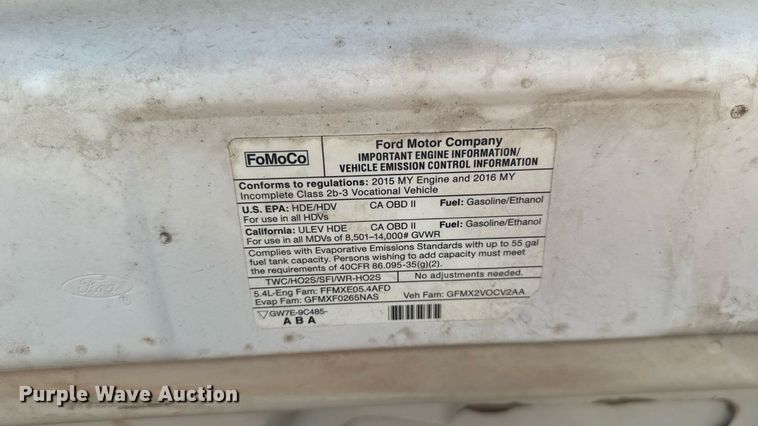 FoMoCo
Ford Motor Company
IMPORTANT ENGINE INFORMATION/
VEHICLE EMISSION CONTROL INFORMATION
Conforms to regulations: 2015 MY Engine and 2016 MY
Incomplete Class 2b-3 Vocational Vehicle
U.S. EPA: HDE/HDV CA OBD II Fuel: Gasoline/Ethanol
For use in all HDVs
California: ULEV HDE CA OBD II Fuel: Gasoline/Ethanol
For use in all MDVs of 8,501-14,000# GVWR
Complies with Evaporative Emissions Standards with up to 55 gal
fuel tank capacity. Persons wishing to add capacity must meet
the requirements of 40CFR 86.095-35(g)(2).
TWC/HO2S/SFI/WR-HO2S No adjustments needed.
5.4L-Eng Fam: FFMXE05.4AFD
Evap Fam: GFMXF0265NAS Veh Fam: GFMX2VOCV2AA
GW7E-9C485-
ABA
Ford
Purple Wave Auction®